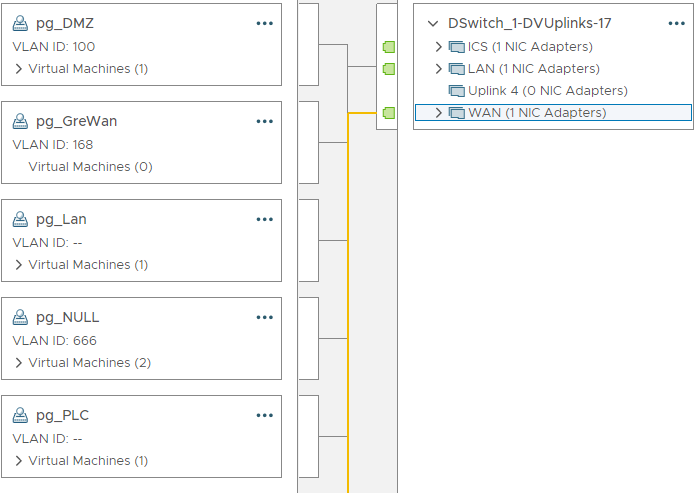 pg_DMZ
VLAN ID: 100
Virtual Machines (1)
pg_GreWan
VLAN ID: 168
Virtual Machines (0)
pg_Lan
VLAN ID: --
Virtual Machines (1)
pg_NULL
VLAN ID: 666
Virtual Machines (2)
pg_PLC
VLAN ID: --
Virtual Machines (1)
DSwitch_1-DVUplinks-17
ICS (1 NIC Adapters)
LAN (1 NIC Adapters)
Uplink 4 (0 NIC Adapters)
WAN (1 NIC Adapters)